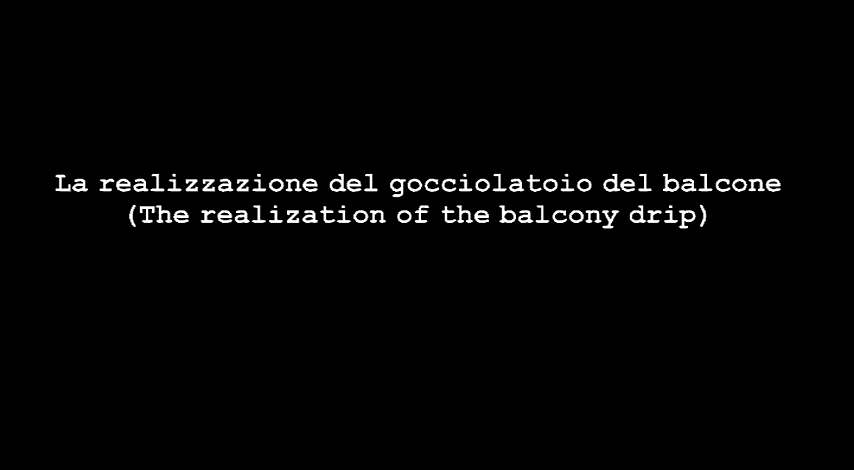 La realizzazione del gocciolatoio del balcone
(The realization of the balcony drip)